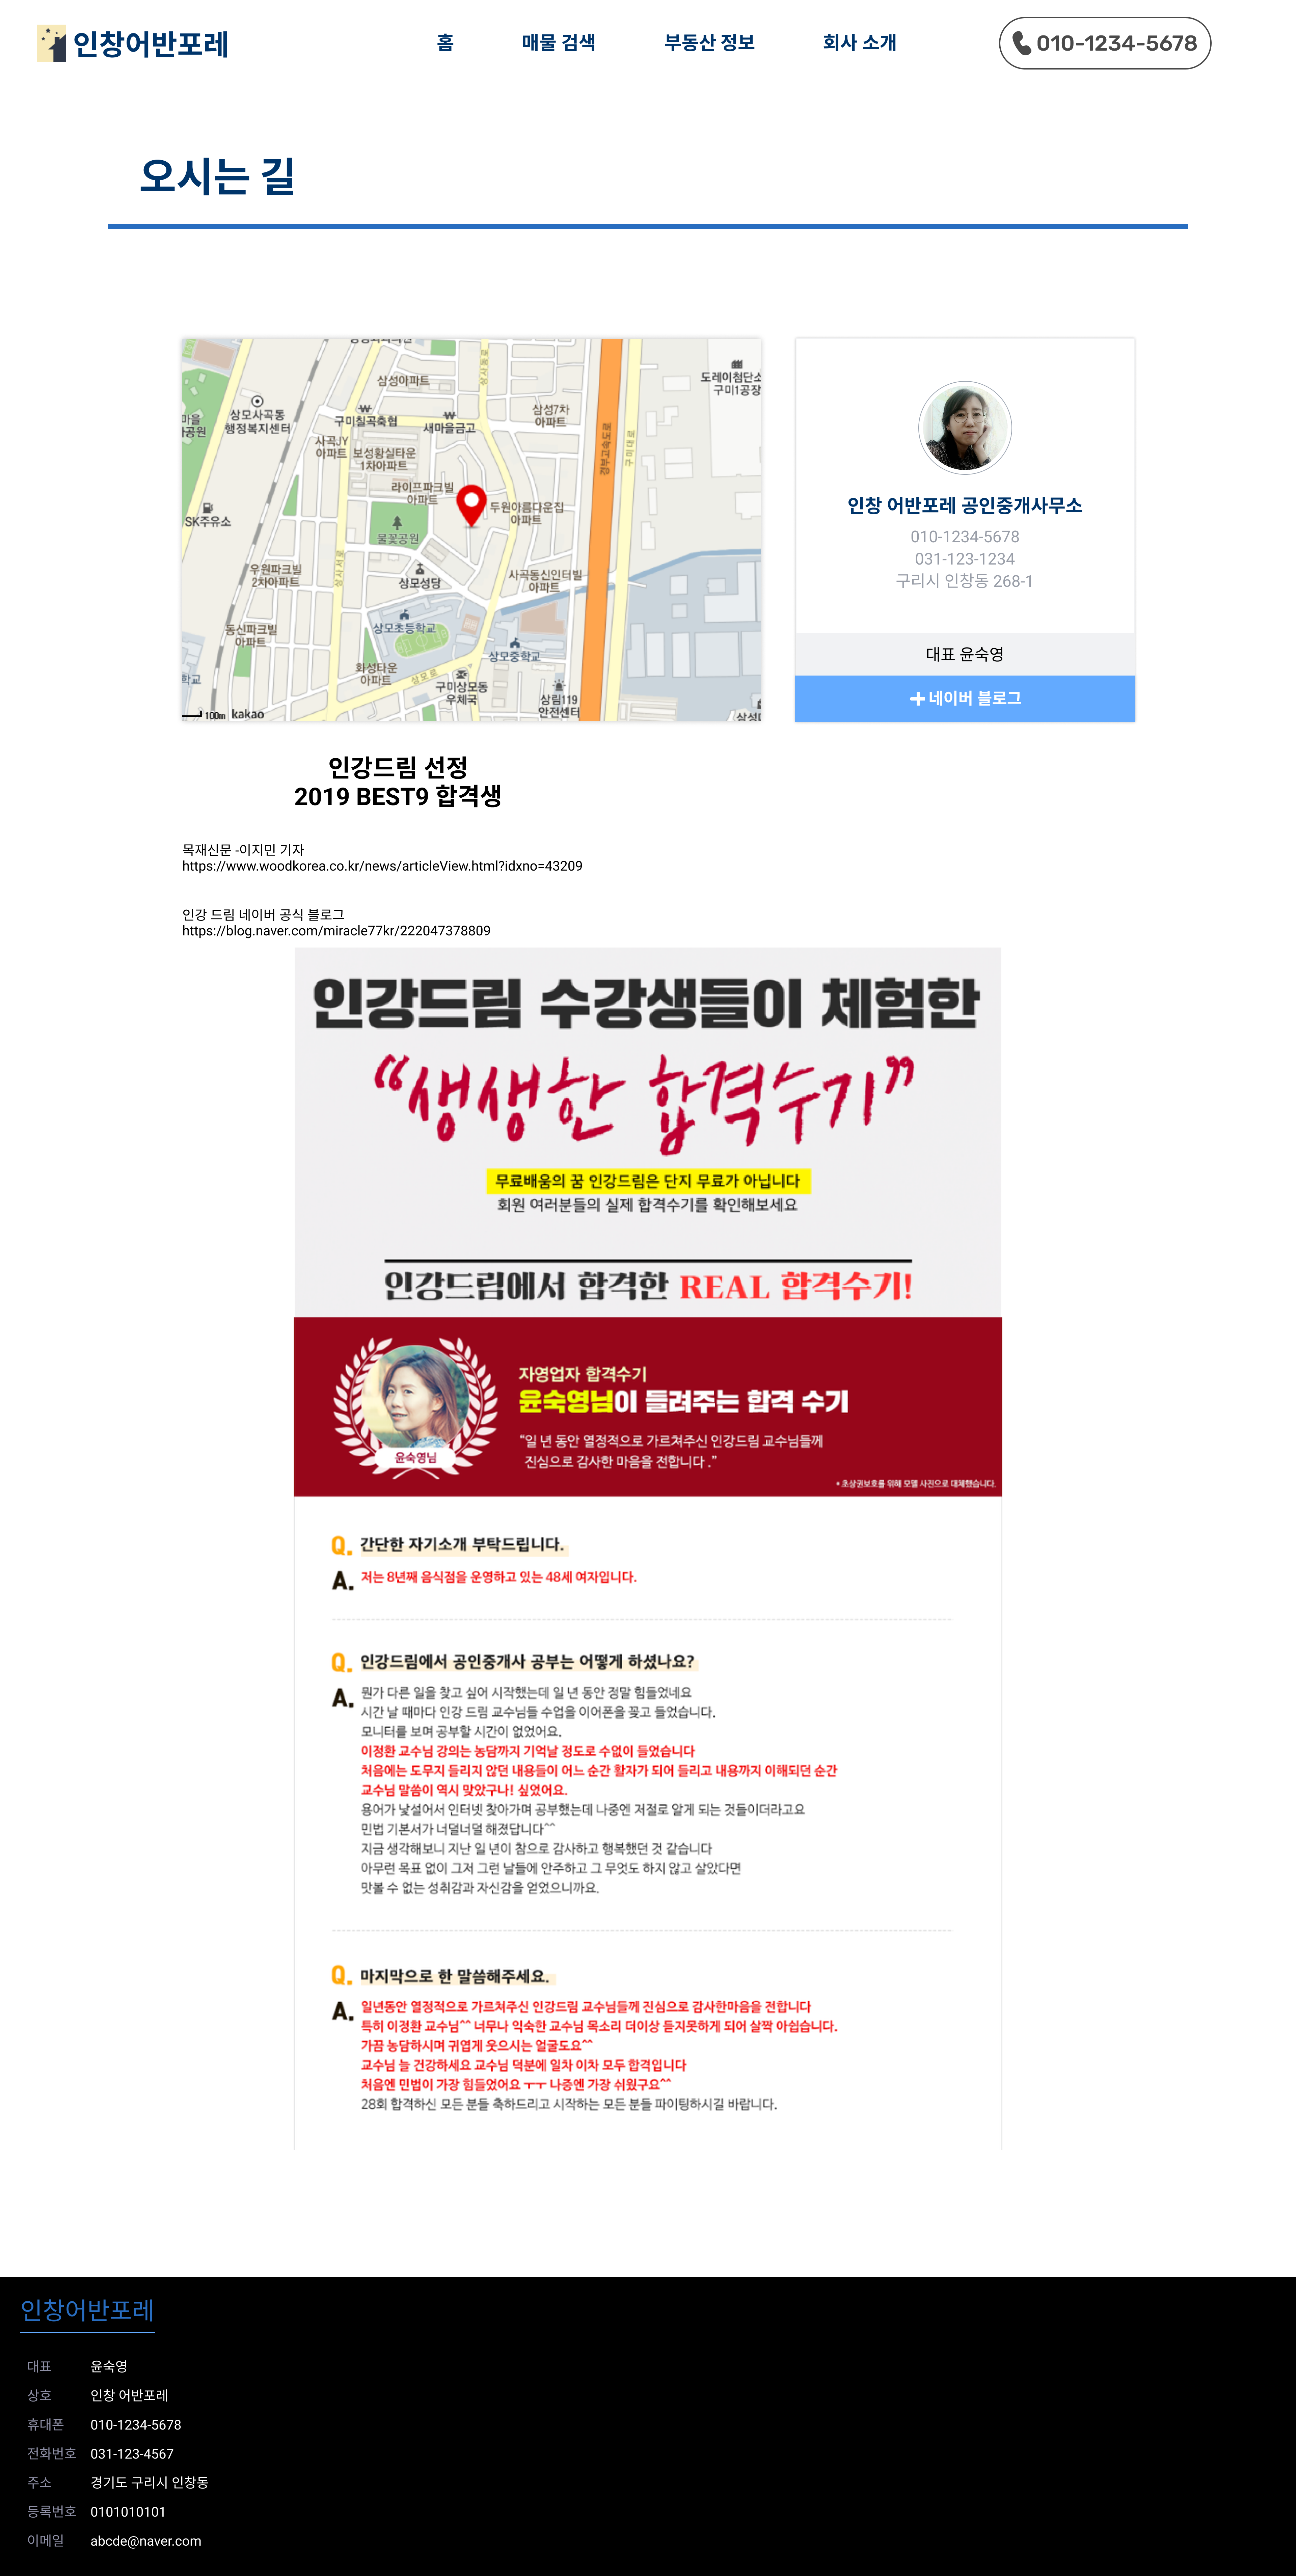 인창어반포레
홈 매물 검색 부동산 정보 회사 소개
010-1234-5678
오시는 길
삼성아파트
상사동로
도레이첨단소
구미1공장
상모사곡동
행정복지센터
구미칠곡축협
새마을금고
삼성7차
아파트
마을
공원
사곡JY
아파트
보성황실타운
1차아파트
경부고속도로
구미대로
라이프파크빌
아파트
두원아름다운집
아파트
SK주유소
물꽃공원
우원파크빌
2차아파트
상사서로
상모성당
사곡동신인터빌
아파트
동신파크빌
아파트
상모초등학교
상모중학교
화성타운
아파트
상모로
학교
구미상모동
우체국
상림119
안전센터
100m kakao
인창 어반포레 공인중개사무소
010-1234-5678
031-123-1234
구리시 인창동 268-1
대표 윤숙영
네이버 블로그
인강드림 선정
2019 BEST9 합격생
목재신문 -이지민 기자
https://www.woodkorea.co.kr/news/articleView.html?idxno=43209
인강 드림 네이버 공식 블로그
https://blog.naver.com/miracle77kr/222047378809
인강드림 수강생들이 체험한
“생생한 합격수기”
무료배움의 꿈 인강드림은 단지 무료가 아닙니다
회원 여러분들의 실제 합격수기를 확인해보세요
인강드림에서 합격한 REAL 합격수기!
자영업자 합격수기
윤숙영님이 들려주는 합격 수기
윤숙영님
“일 년 동안 열정적으로 가르쳐주신 인강드림 교수님들께
진심으로 감사한 마음을 전합니다 .”
* 초상권보호를 위해 모델 사진으로 대체했습니다.
Q. 간단한 자기소개 부탁드립니다.
A. 저는 8년째 음식점을 운영하고 있는 48세 여자입니다.
Q. 인강드림에서 공인중개사 공부는 어떻게 하셨나요?
A. 뭔가 다른 일을 찾고 싶어 시작했는데 일 년 동안 정말 힘들었네요
시간 날 때마다 인강 드림 교수님들 수업을 이어폰을 꽂고 들었습니다.
모니터를 보며 공부할 시간이 없었어요.
이정환 교수님 강의는 농담까지 기억날 정도로 수없이 들었습니다
처음에는 도무지 들리지 않던 내용들이 어느 순간 활자가 되어 들리고 내용까지 이해되던 순간
교수님 말씀이 역시 맞았구나! 싶었어요.
용어가 낯설어서 인터넷 찾아가며 공부했는데 나중엔 저절로 알게 되는 것들이더라고요
민법 기본서가 너덜너덜 해졌답니다^^
지금 생각해보니 지난 일 년이 참으로 감사하고 행복했던 것 같습니다
아무런 목표 없이 그저 그런 날들에 안주하고 그 무엇도 하지 않고 살았다면
맛볼 수 없는 성취감과 자신감을 얻었으니까요.
Q. 마지막으로 한 말씀해주세요.
A. 일년동안 열정적으로 가르쳐주신 인강드림 교수님들께 진심으로 감사한마음을 전합니다
특히 이정환 교수님^^ 너무나 익숙한 교수님 목소리 더이상 듣지못하게 되어 살짝 아쉽습니다.
가끔 농담하시며 귀엽게 웃으시는 얼굴도요^^
교수님 늘 건강하세요 교수님 덕분에 일차 이차 모두 합격입니다
처음엔 민법이 가장 힘들었어요 ㅜㅜ 나중엔 가장 쉬웠구요^^
28회 합격하신 모든 분들 축하드리고 시작하는 모든 분들 파이팅하시길 바랍니다.
인창어반포레
대표 윤숙영
상호 인창 어반포레
휴대폰 010-1234-5678
전화번호 031-123-4567
주소 경기도 구리시 인창동
등록번호 0101010101
이메일 abcde@naver.com